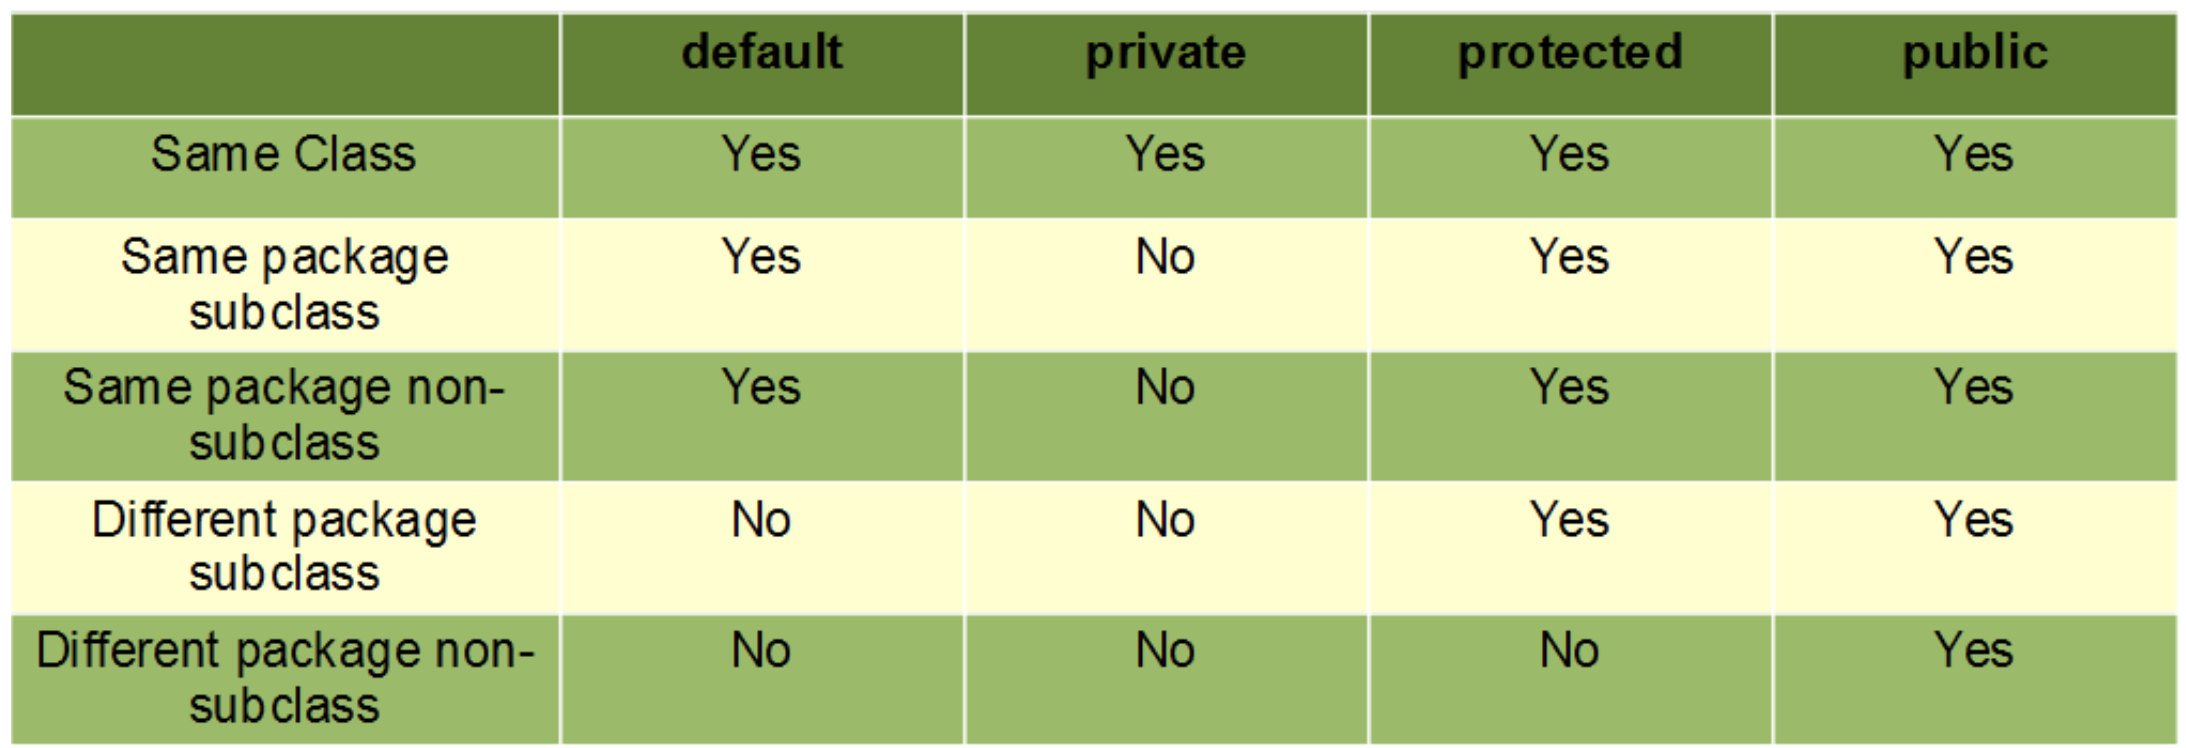 default private protected public
Same Class Yes Yes Yes Yes
Same package Yes No Yes Yes
subclass
Same package non- Yes No Yes Yes
subclass
Different package No No Yes Yes
subclass
Different package non- No No No Yes
subclass